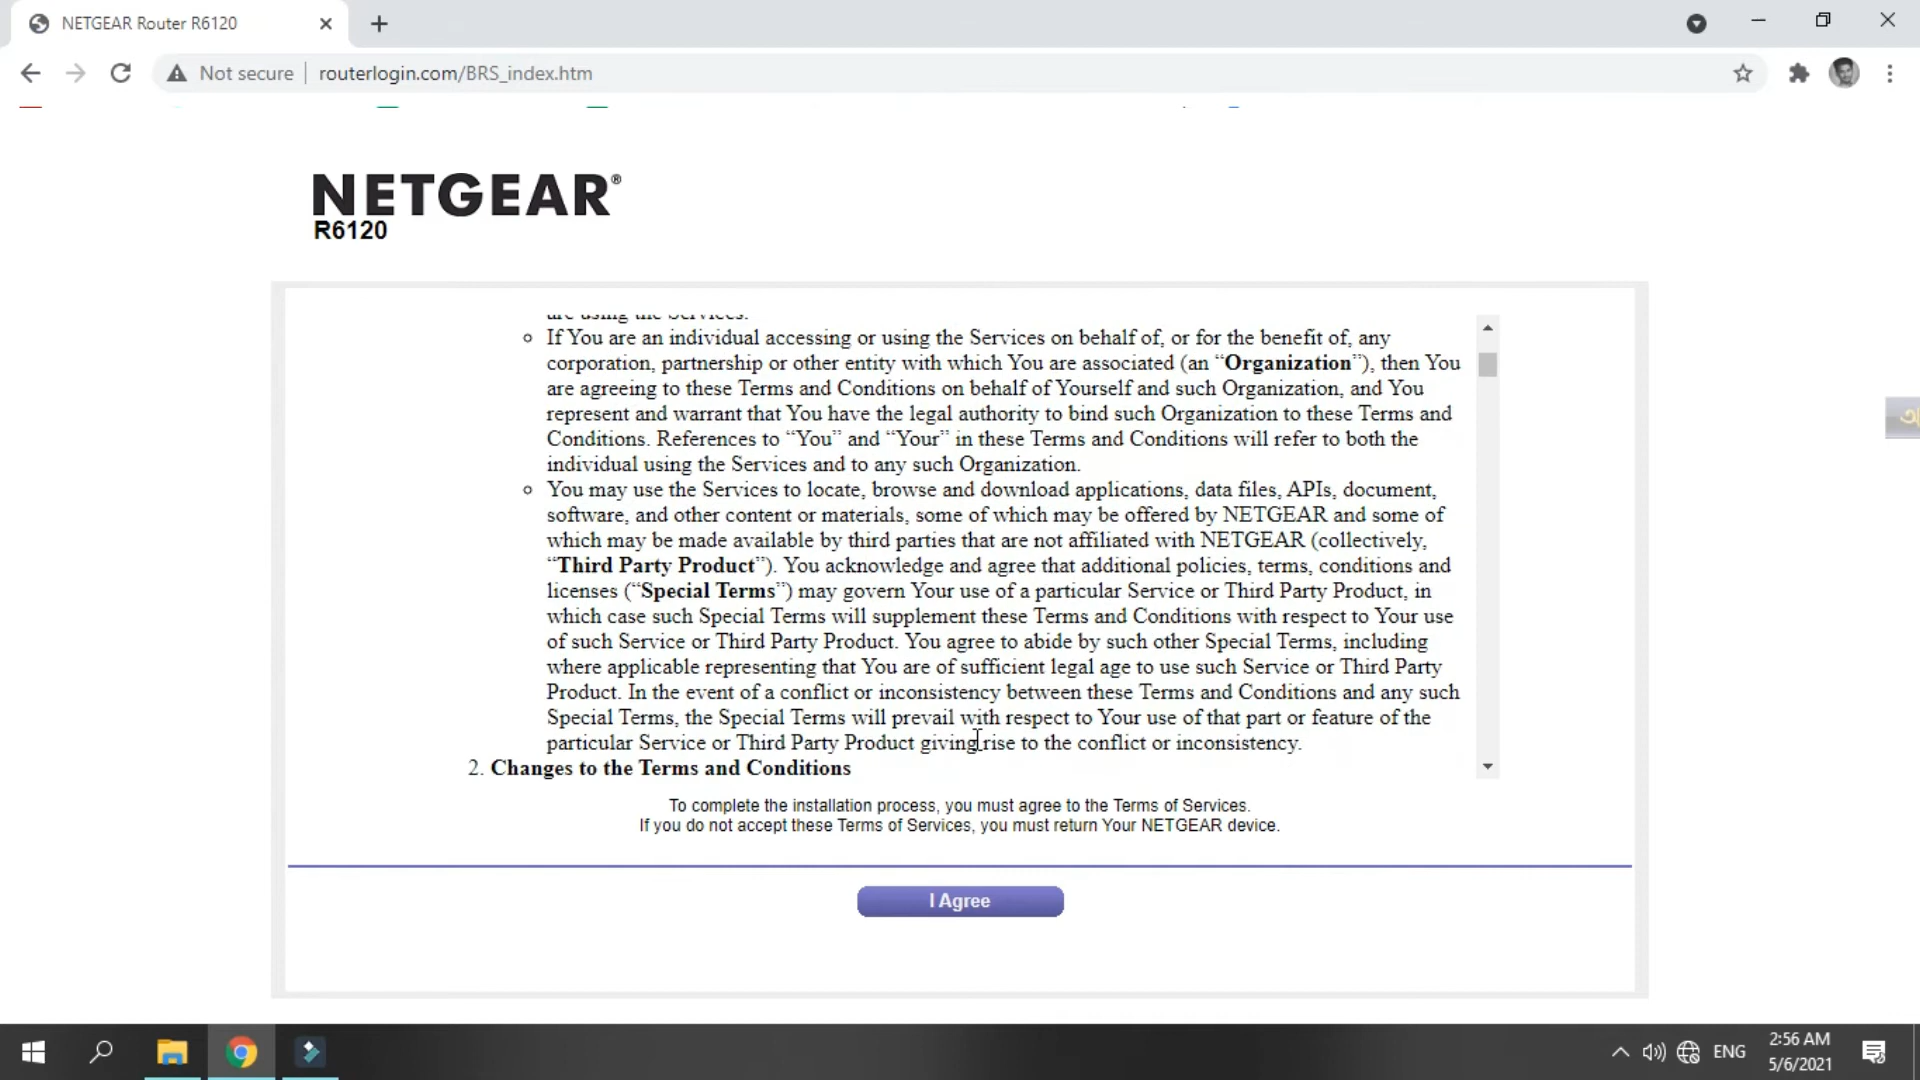 NETGEAR Router R6120
Not secure routerlogin.com/BRS_index.htm
NETGEAR®
R6120
are using the Services.
If You are an individual accessing or using the Services on behalf of, or for the benefit of, any
corporation, partnership or other entity with which You are associated (an “Organization”), then You
are agreeing to these Terms and Conditions on behalf of Yourself and such Organization, and You
represent and warrant that You have the legal authority to bind such Organization to these Terms and
Conditions. References to “You” and “Your” in these Terms and Conditions will refer to both the
individual using the Services and to any such Organization.
You may use the Services to locate, browse and download applications, data files, APIs, document,
software, and other content or materials, some of which may be offered by NETGEAR and some of
which may be made available by third parties that are not affiliated with NETGEAR (collectively,
“Third Party Product”). You acknowledge and agree that additional policies, terms, conditions and
licenses (“Special Terms”) may govern Your use of a particular Service or Third Party Product, in
which case such Special Terms will supplement these Terms and Conditions with respect to Your use
of such Service or Third Party Product. You agree to abide by such other Special Terms, including
where applicable representing that You are of sufficient legal age to use such Service or Third Party
Product. In the event of a conflict or inconsistency between these Terms and Conditions and any such
Special Terms, the Special Terms will prevail with respect to Your use of that part or feature of the
particular Service or Third Party Product giving rise to the conflict or inconsistency.
2. Changes to the Terms and Conditions
To complete the installation process, you must agree to the Terms of Services.
If you do not accept these Terms of Services, you must return Your NETGEAR device.
I Agree
ENG
2:56 AM
5/6/2021